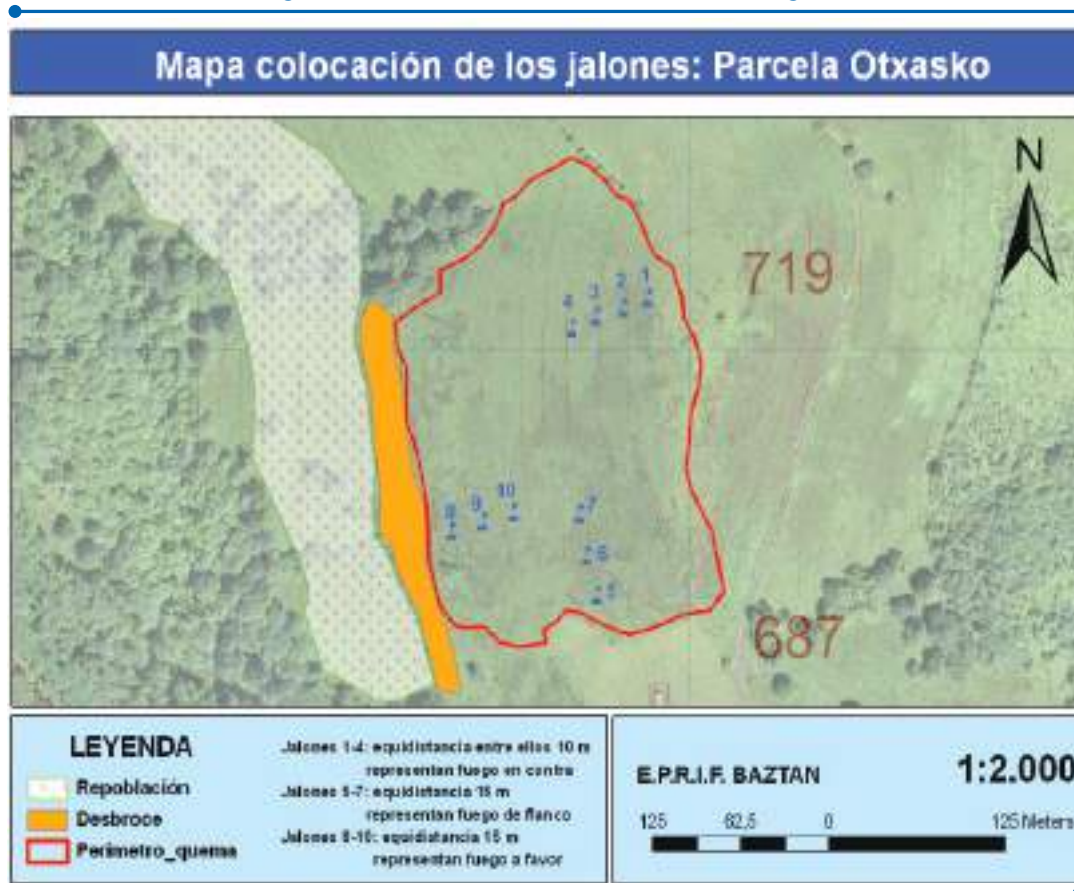 Mapa colocación de los jalones: Parcela Otxasko
N
719
1
2
3
4
10
9
8
7
6
5
687
LEYENDA
Repoblación
Desbroce
Perimetro_quema
Jalones 1-4: equidistancia entre ellos 10 m
representan fuego en contra
Jalones 5-7: equidistancia 15 m
representan fuego de flanco
Jalones 8-10: equidistancia 15 m
representan fuego a favor
E.P.R.I.F. BAZTAN
1:2.000
125 62,5 0 125 Meters